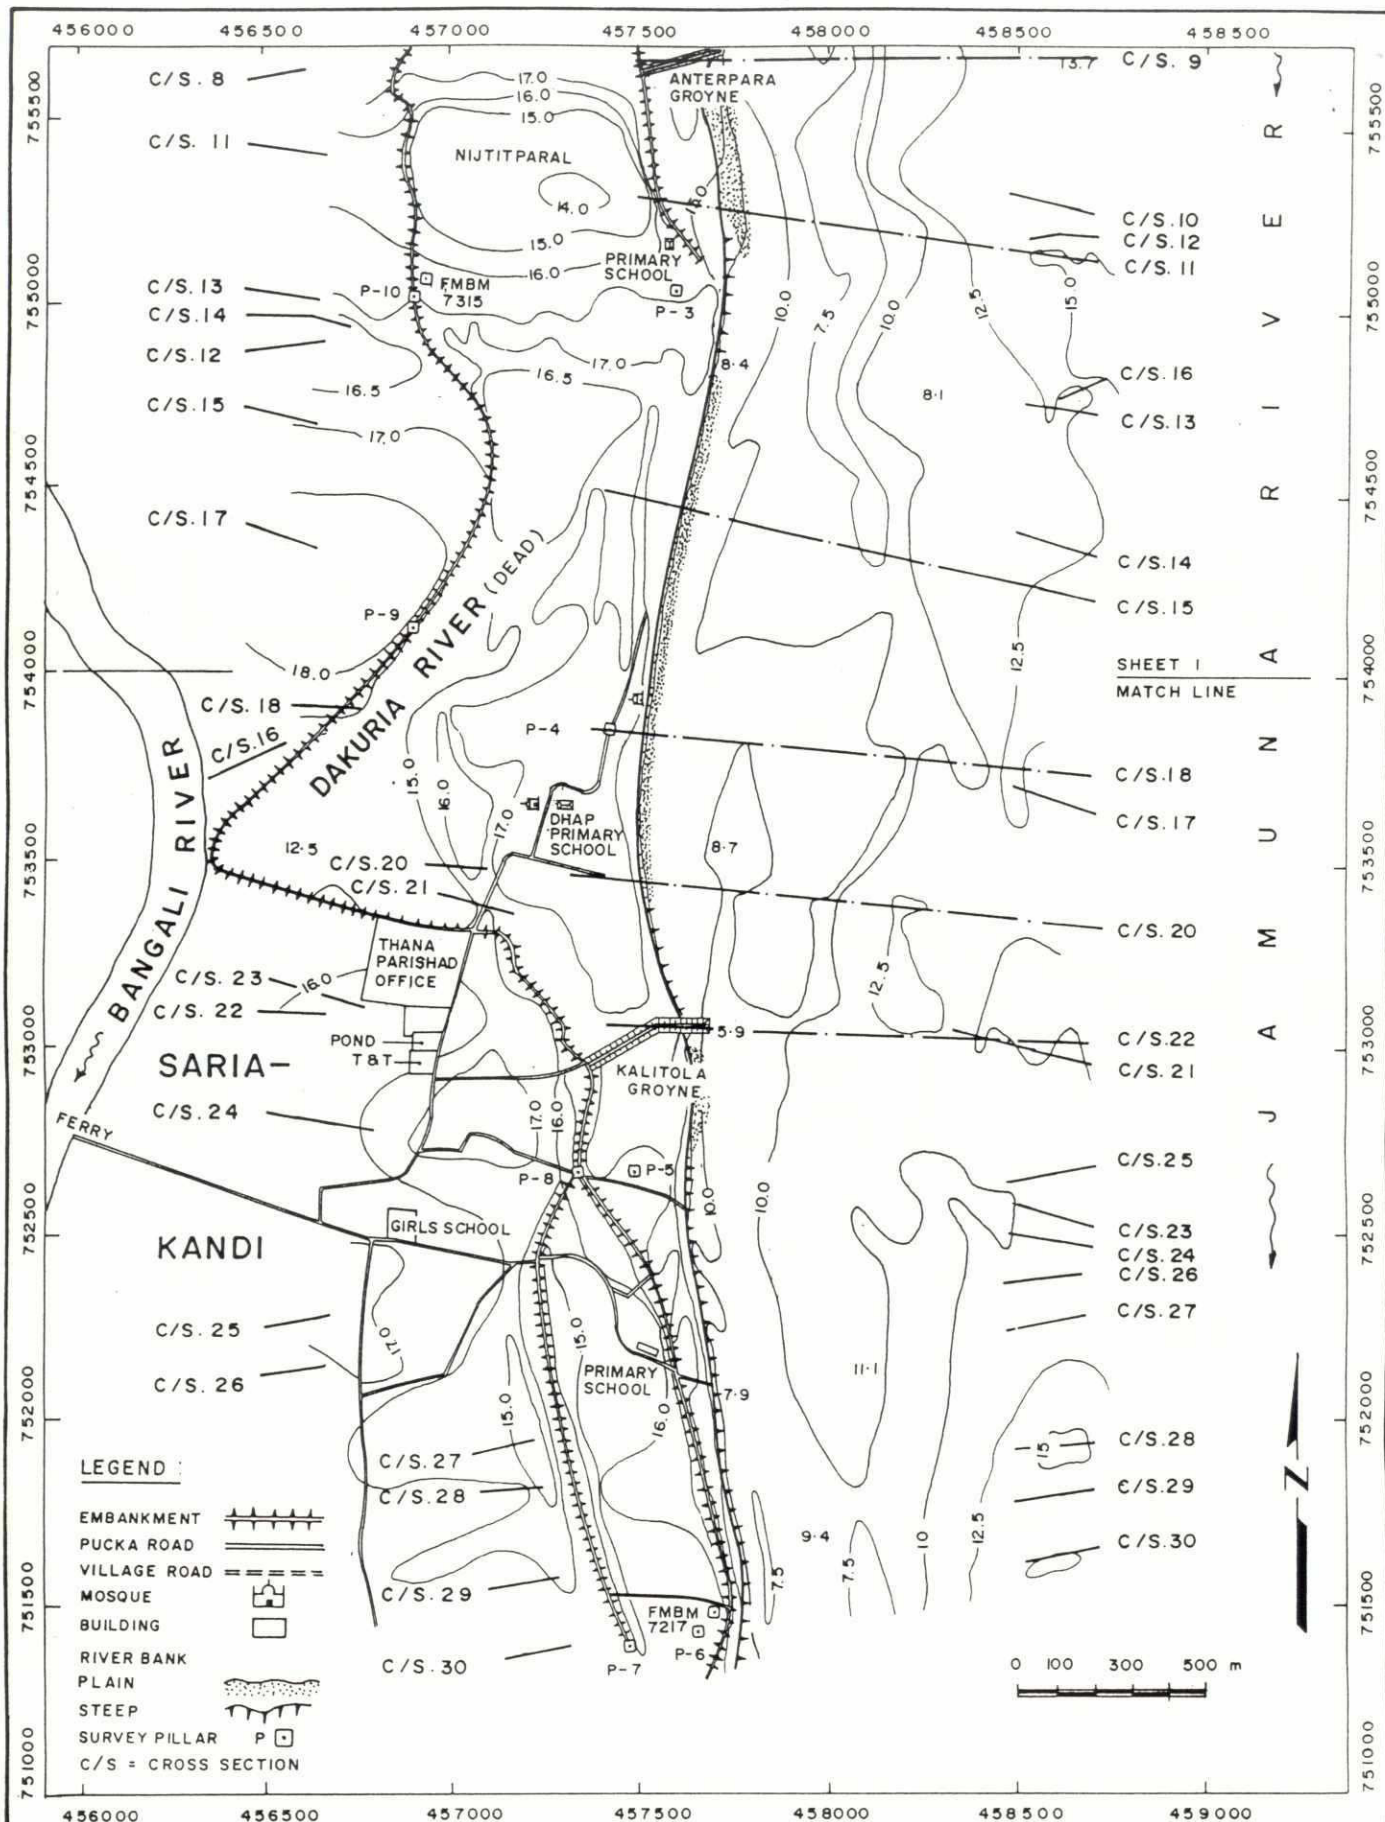 456000 456500 457000 457500 458000 458500 458500
C/S. 8
17.0
ANTERPARA
GROYNE
13.7
C/S. 9
16.0
15.0
755500
755500
C/S. 11
NIJTITPARAL
14.0
15.0
16.0
PRIMARY
SCHOOL
C/S.10
C/S.12
C/S.11
C/S.13
P-10
FMBM
7315
P-3
755000
755000
C/S.14
C/S.12
16.5
17.0
16.5
8.4
10.0
7.5
10.0
12.5
15.0
8.1
C/S.16
C/S.15
17.0
C/S.13
754500
754500
C/S.17
C/S.14
C/S.15
P-9
DAKURIA RIVER (DEAD)
18.0
12.5
754000
754000
SHEET 1
MATCH LINE
C/S.18
C/S.16
P-4
C/S.18
15.0
16.0
17.0
C/S.17
DHAP
PRIMARY
SCHOOL
8.7
12.5
753500
753500
C/S.20
C/S.21
C/S.20
THANA
PARISHAD
OFFICE
BANGALI RIVER
C/S.23
16.0
12.5
C/S.22
753000
753000
5.9
C/S.22
POND
T&T
KALITOLA
GROYNE
C/S.21
SARIA-
C/S.24
17.0
16.0
FERRY
C/S.25
P-8
P-5
10.0
10.0
752500
752500
C/S.23
C/S.24
C/S.26
GIRLS SCHOOL
KANDI
C/S.27
C/S.25
17.0
15.0
11.1
C/S.26
PRIMARY
SCHOOL
7.9
752000
752000
15.0
16.0
C/S.27
15
C/S.28
C/S.28
C/S.29
9.4
7.5
7.5
10
12.5
C/S.30
751500
751500
C/S.29
FMBM
7217
P-6
C/S.30
P-7
JAMUNA RIVER
N
0 100 300 500 m
LEGEND :
EMBANKMENT
PUCKA ROAD
VILLAGE ROAD
MOSQUE
BUILDING
RIVER BANK
PLAIN
STEEP
SURVEY PILLAR P
C/S = CROSS SECTION
751000
751000
456000 456500 457000 457500 458000 458500 459000